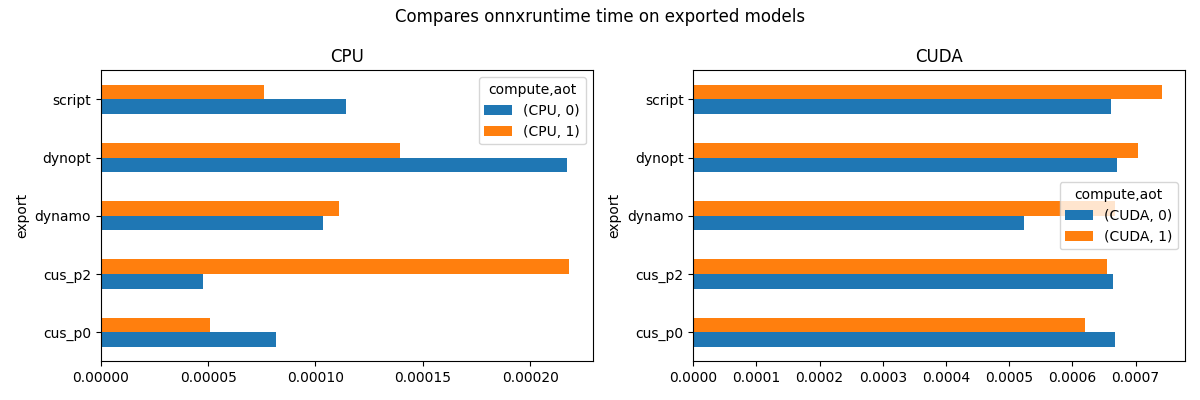 Compares onnxruntime time on exported models
CPU
export
script
dynopt
dynamo
cus_p2
cus_p0
compute,aot
(CPU, 0)
(CPU, 1)
0.00000 0.00005 0.00010 0.00015 0.00020
CUDA
export
script
dynopt
dynamo
cus_p2
cus_p0
compute,aot
(CUDA, 0)
(CUDA, 1)
0.0000 0.0001 0.0002 0.0003 0.0004 0.0005 0.0006 0.0007